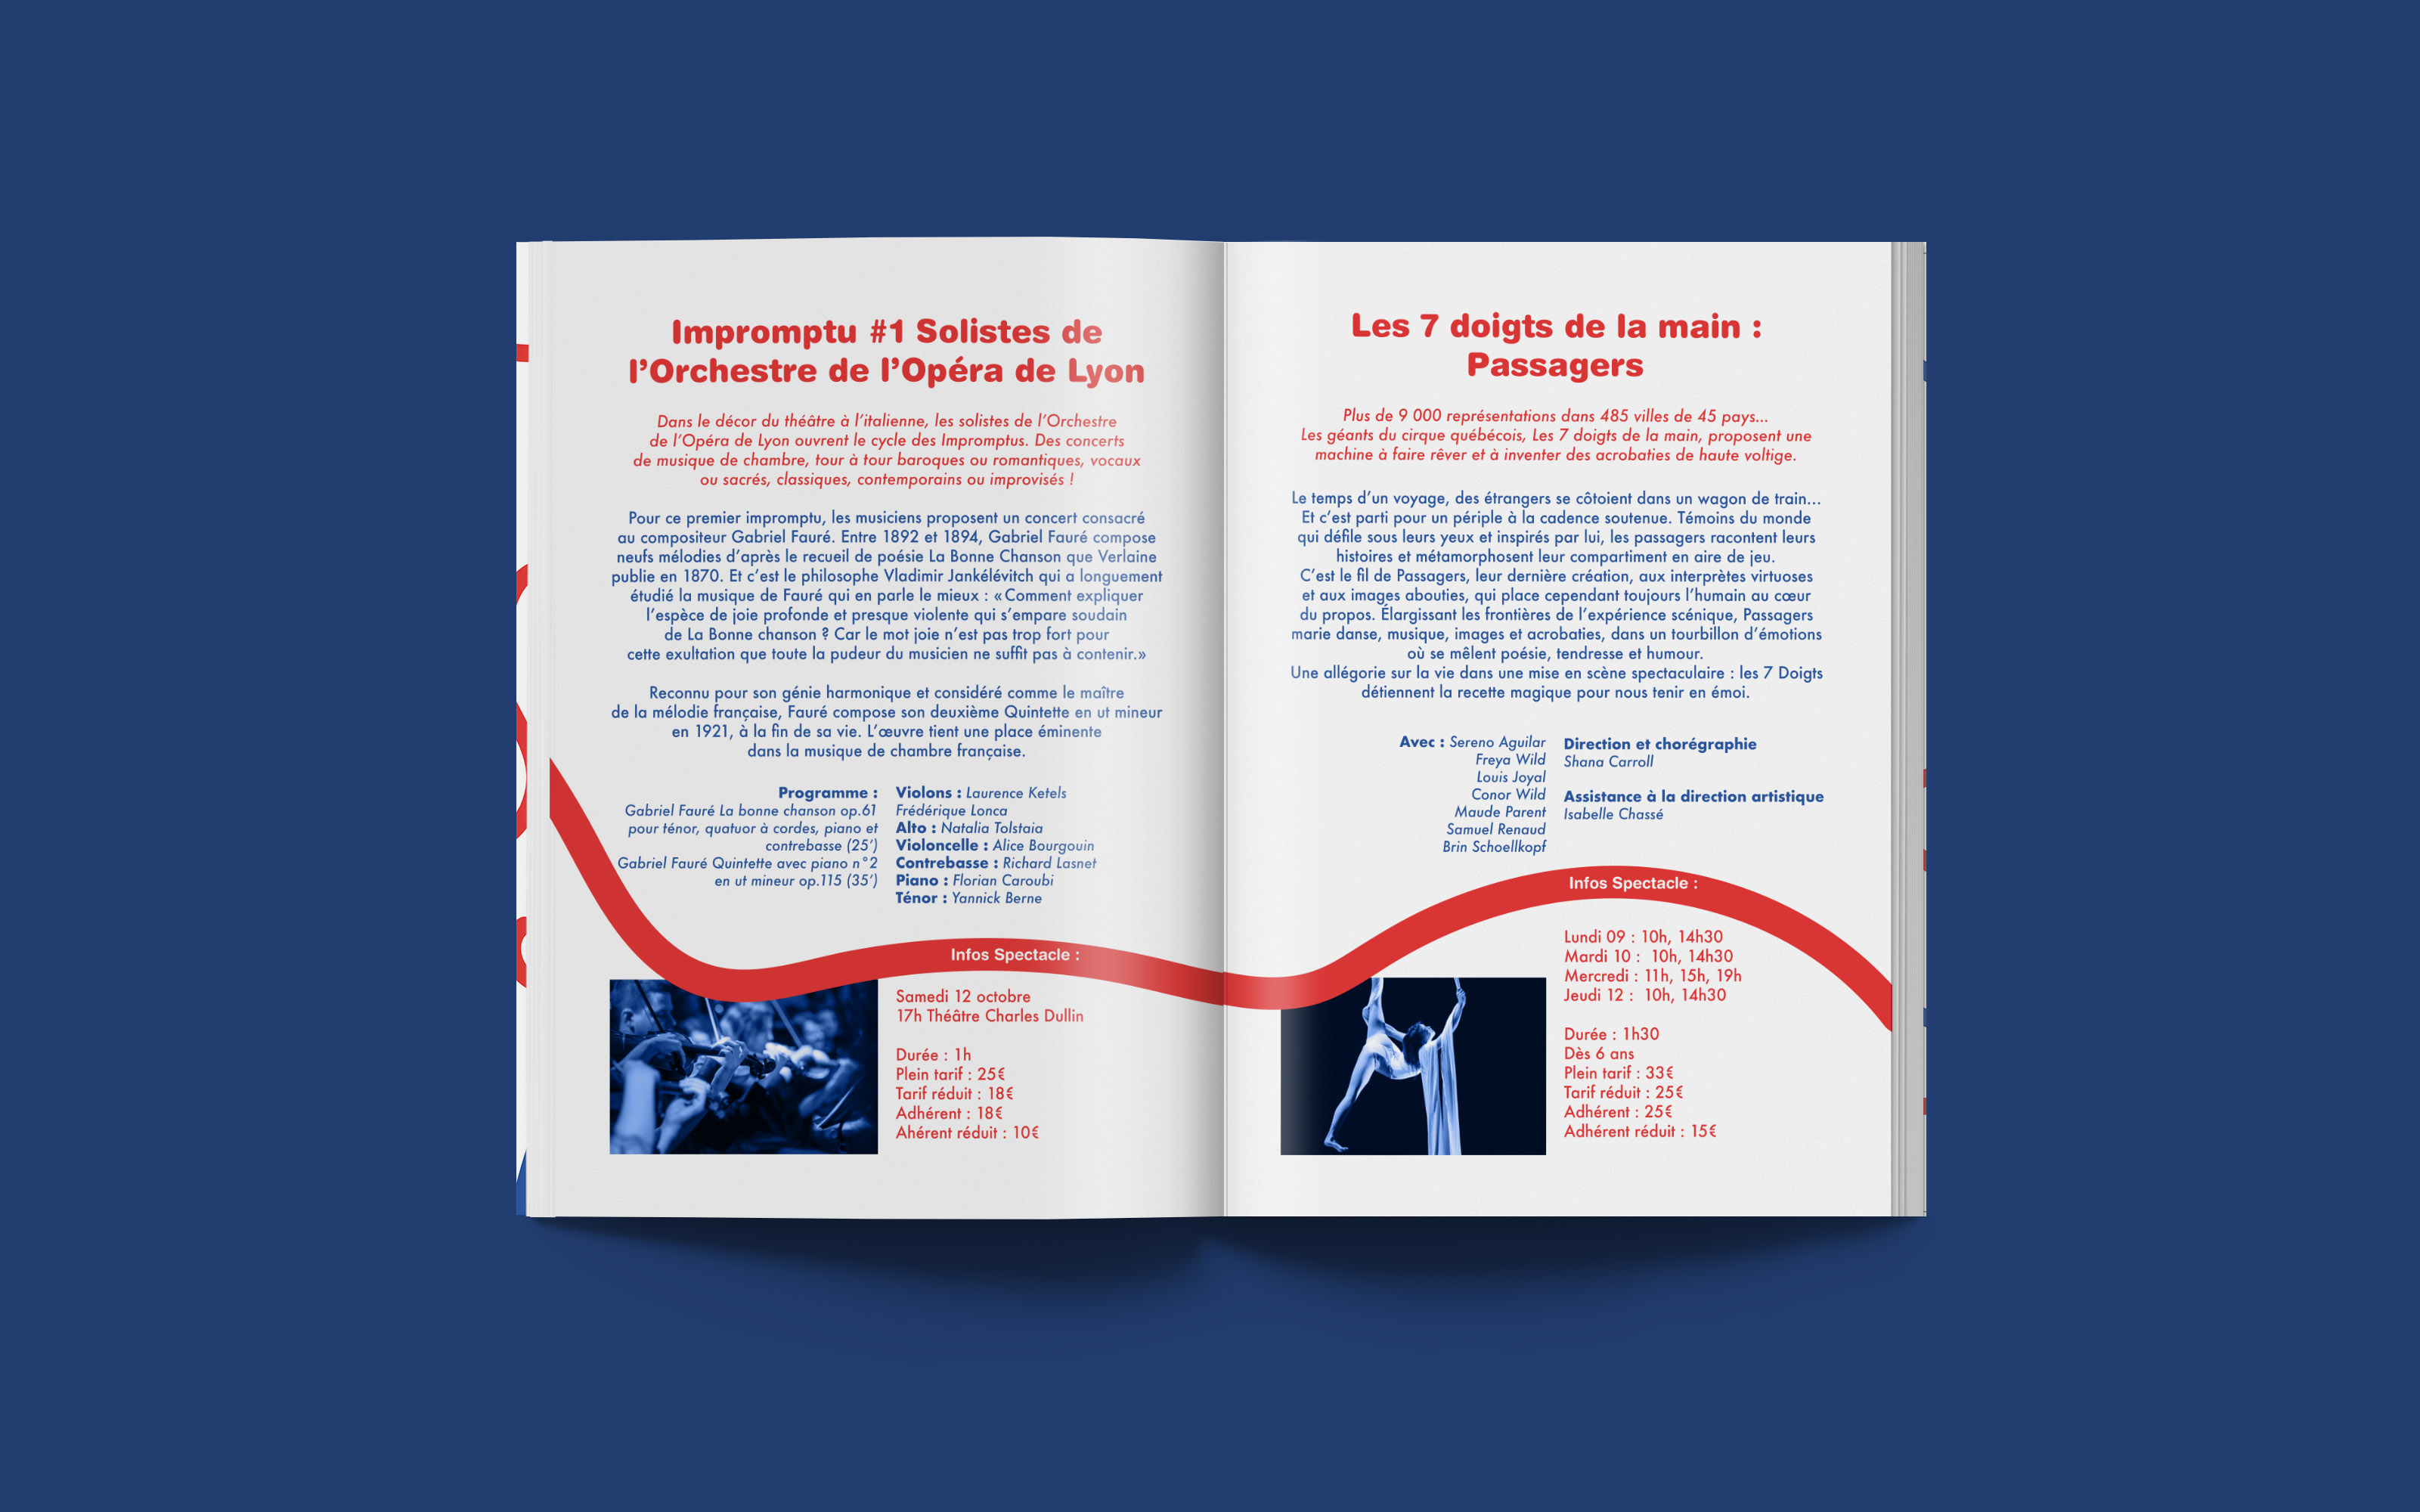 Impromptu #1 Solistes de
l’Orchestre de l’Opéra de Lyon
Dans le décor du théâtre à l’italienne, les solistes de l’Orchestre
de l’Opéra de Lyon ouvrent le cycle des Impromptus. Des concerts
de musique de chambre, tour à tour baroques ou romantiques, vocaux
ou sacrés, classiques, contemporains ou improvisés !
Pour ce premier impromptu, les musiciens proposent un concert consacré
au compositeur Gabriel Fauré. Entre 1892 et 1894, Gabriel Fauré compose
neufs mélodies d’après le recueil de poésie La Bonne Chanson que Verlaine
publie en 1870. Et c’est le philosophe Vladimir Jankélévitch qui a longuement
étudié la musique de Fauré qui en parle le mieux : « Comment expliquer
l’espèce de joie profonde et presque violente qui s’empare soudain
de La Bonne chanson ? Car le mot joie n’est pas trop fort pour
cette exultation que toute la pudeur du musicien ne suffit pas à contenir.»
Reconnu pour son génie harmonique et considéré comme le maître
de la mélodie française, Fauré compose son deuxième Quintette en ut mineur
en 1921, à la fin de sa vie. L’œuvre tient une place éminente
dans la musique de chambre française.
Programme :
Gabriel Fauré La bonne chanson op.61
pour ténor, quatuor à cordes, piano et
contrebasse (25’)
Gabriel Fauré Quintette avec piano n°2
en ut mineur op.115 (35’)
Violons : Laurence Ketels
Frédérique Lonca
Alto : Natalia Tolstaia
Violoncelle : Alice Bourgouin
Contrebasse : Richard Lasnet
Piano : Florian Caroubi
Ténor : Yannick Berne
Infos Spectacle :
Samedi 12 octobre
17h Théâtre Charles Dullin
Durée : 1h
Plein tarif : 25€
Tarif réduit : 18€
Adhérent : 18€
Ahérent réduit : 10€
Les 7 doigts de la main :
Passagers
Plus de 9 000 représentations dans 485 villes de 45 pays...
Les géants du cirque québécois, Les 7 doigts de la main, proposent une
machine à faire rêver et à inventer des acrobaties de haute voltige.
Le temps d’un voyage, des étrangers se côtoient dans un wagon de train...
Et c’est parti pour un périple à la cadence soutenue. Témoins du monde
qui défile sous leurs yeux et inspirés par lui, les passagers racontent leurs
histoires et métamorphosent leur compartiment en aire de jeu.
C’est le fil de Passagers, leur dernière création, aux interprètes virtuoses
et aux images abouties, qui place cependant toujours l’humain au cœur
du propos. Élargissant les frontières de l’expérience scénique, Passagers
marie danse, musique, images et acrobaties, dans un tourbillon d’émotions
où se mêlent poésie, tendresse et humour.
Une allégorie sur la vie dans une mise en scène spectaculaire : les 7 Doigts
détiennent la recette magique pour nous tenir en émoi.
Avec : Sereno Aguilar
Freya Wild
Louis Joyal
Conor Wild
Maude Parent
Samuel Renaud
Brin Schoellkopf
Direction et chorégraphie
Shana Carroll
Assistance à la direction artistique
Isabelle Chassé
Infos Spectacle :
Lundi 09 : 10h, 14h30
Mardi 10 : 10h, 14h30
Mercredi : 11h, 15h, 19h
Jeudi 12 : 10h, 14h30
Durée : 1h30
Dès 6 ans
Plein tarif : 33€
Tarif réduit : 25€
Adhérent : 25€
Adhérent réduit : 15€